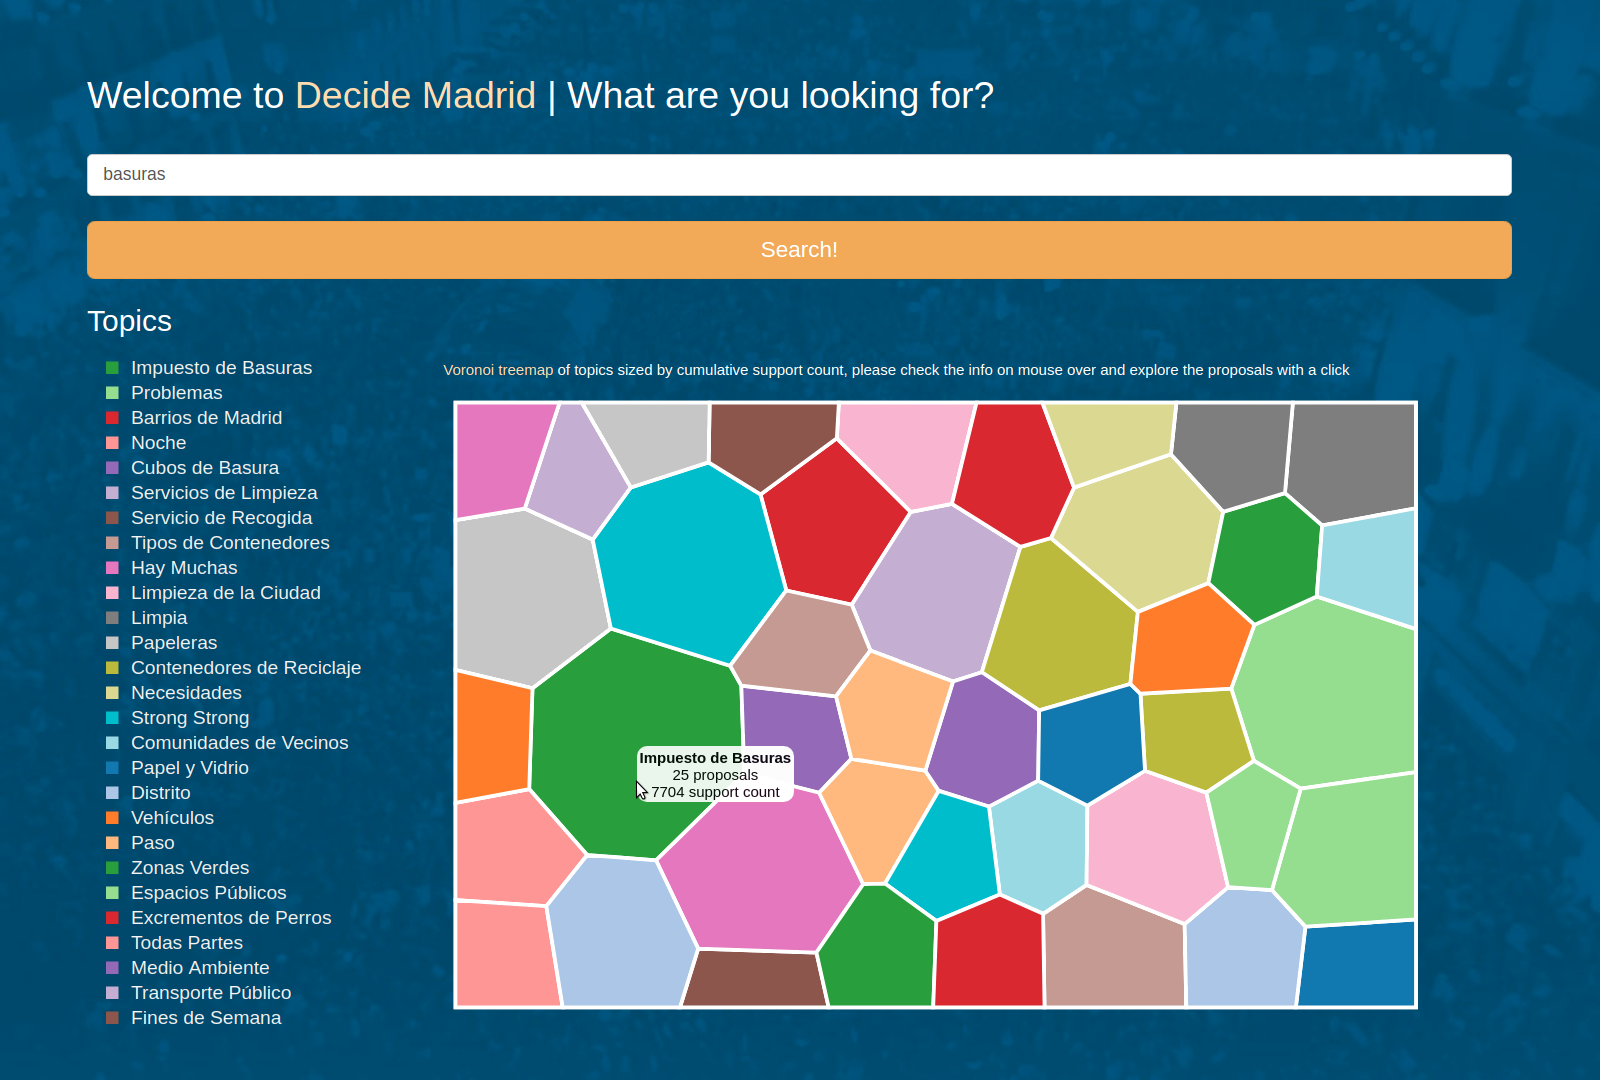 Welcome to Decide Madrid | What are you looking for?
basuras
Search!
Topics
Impuesto de Basuras
Problemas
Barrios de Madrid
Noche
Cubos de Basura
Servicios de Limpieza
Servicio de Recogida
Tipos de Contenedores
Hay Muchas
Limpieza de la Ciudad
Limpia
Papeleras
Contenedores de Reciclaje
Necesidades
Strong Strong
Comunidades de Vecinos
Papel y Vidrio
Distrito
Vehículos
Paso
Zonas Verdes
Espacios Públicos
Excrementos de Perros
Todas Partes
Medio Ambiente
Transporte Público
Fines de Semana
Voronoi treemap of topics sized by cumulative support count, please check the info on mouse over and explore the proposals with a click
Impuesto de Basuras
25 proposals
7704 support count